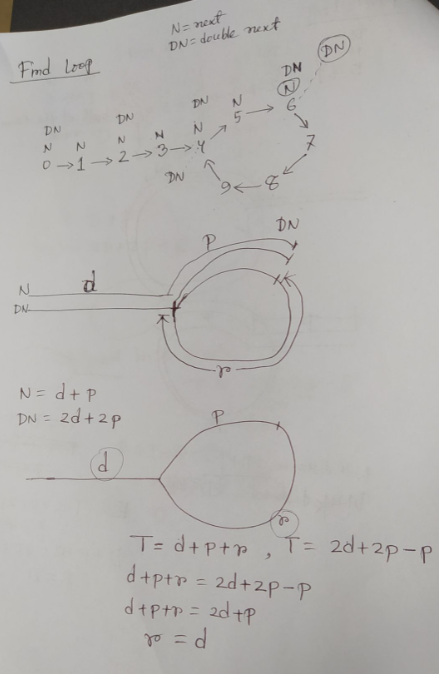 N = next
DN = double next
Find Loop
DN
DN
N
DN
DN
DN
N
N
N
N
N
N
0 → 1 → 2 → 3 → 4 → 5 → 6
7
8
9
DN
DN
P
N
d
DN
r
N = d + p
DN = 2d + 2p
P
d
r
T = d + p + r , T = 2d + 2p - p
d + p + r = 2d + 2p - p
d + p + r = 2d + p
r = d